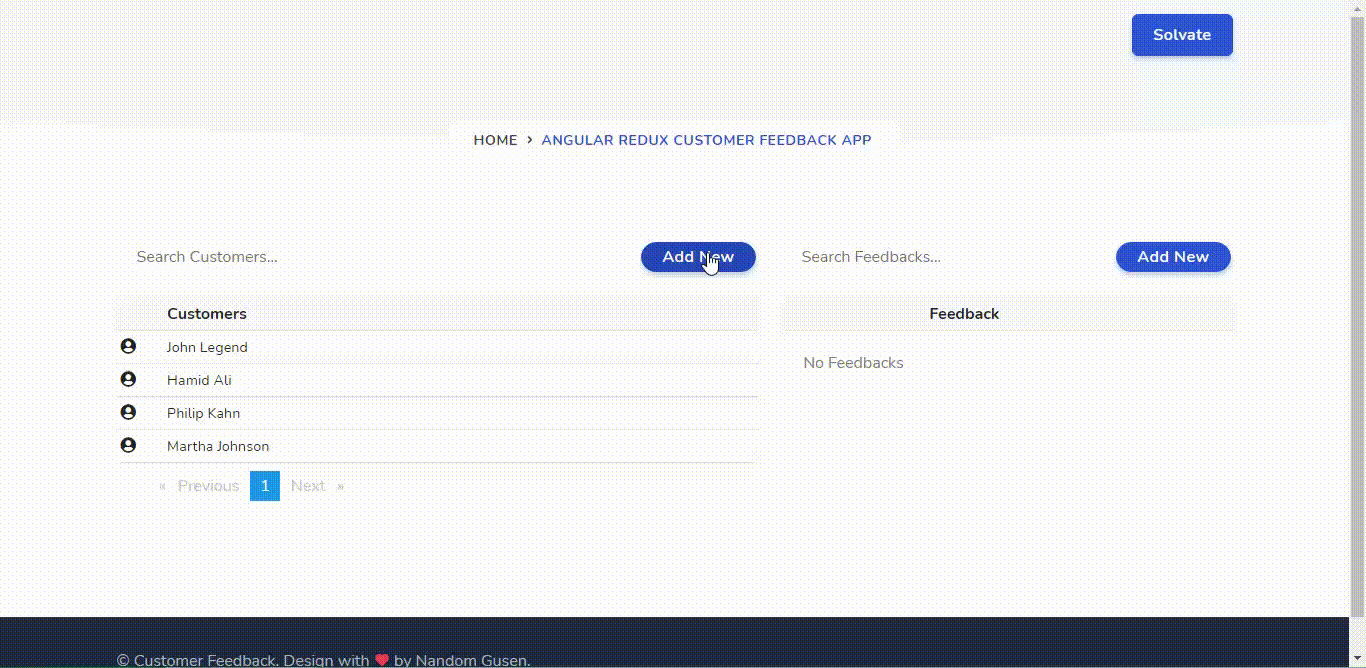 Solvate
HOME › ANGULAR REDUX CUSTOMER FEEDBACK APP
Search Customers...
Add New
Search Feedbacks...
Add New
Customers
John Legend
Hamid Ali
Philip Kahn
Martha Johnson
« Previous 1 Next »
Feedback
No Feedbacks
© Customer Feedback. Design with ❤ by Nandom Gusen.